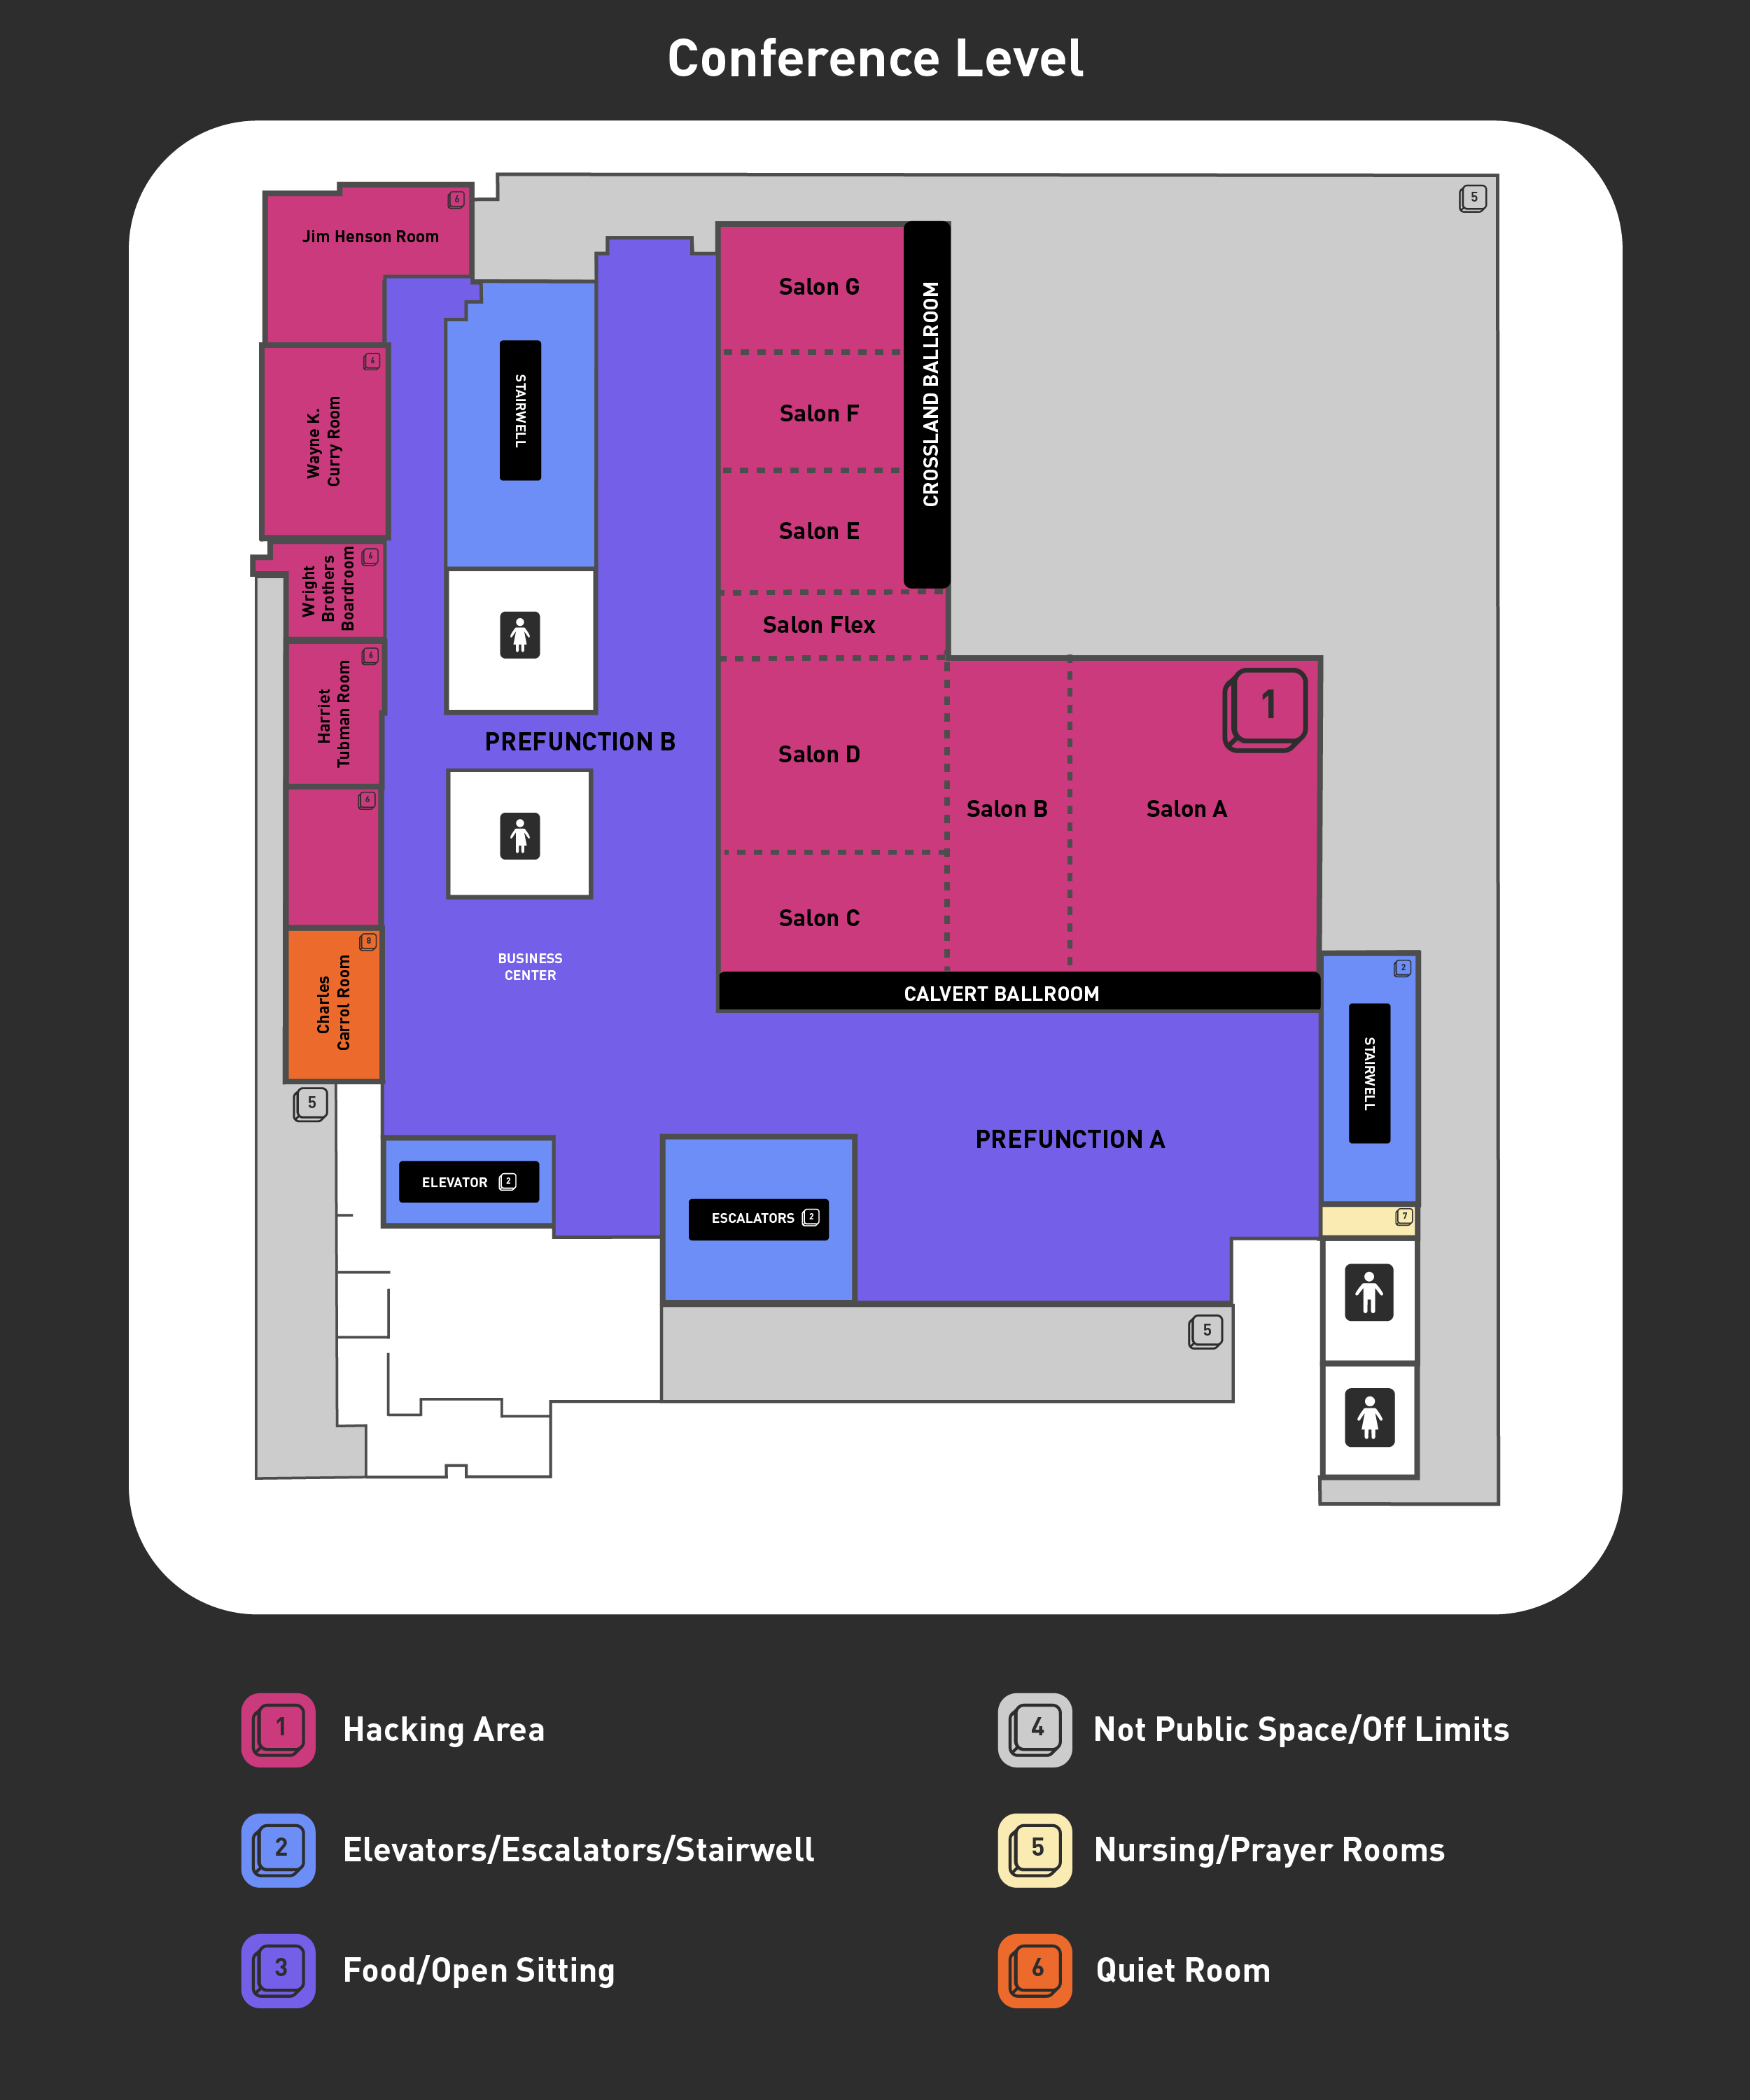 Conference Level
5
6
Jim Henson Room
Salon G
CROSSLAND BALLROOM
6
Wayne K.
Curry Room
STAIRWELL
Salon F
Salon E
6
Wright
Brothers
Boardroom
Salon Flex
6
Harriet
Tubman Room
1
PREFUNCTION B
Salon D
Salon B
Salon A
6
Salon C
8
Charles
Carrol Room
BUSINESS
CENTER
CALVERT BALLROOM
2
STAIRWELL
5
PREFUNCTION A
ELEVATOR 2
ESCALATORS 2
7
5
1 Hacking Area
2 Elevators/Escalators/Stairwell
3 Food/Open Sitting
4 Not Public Space/Off Limits
5 Nursing/Prayer Rooms
6 Quiet Room